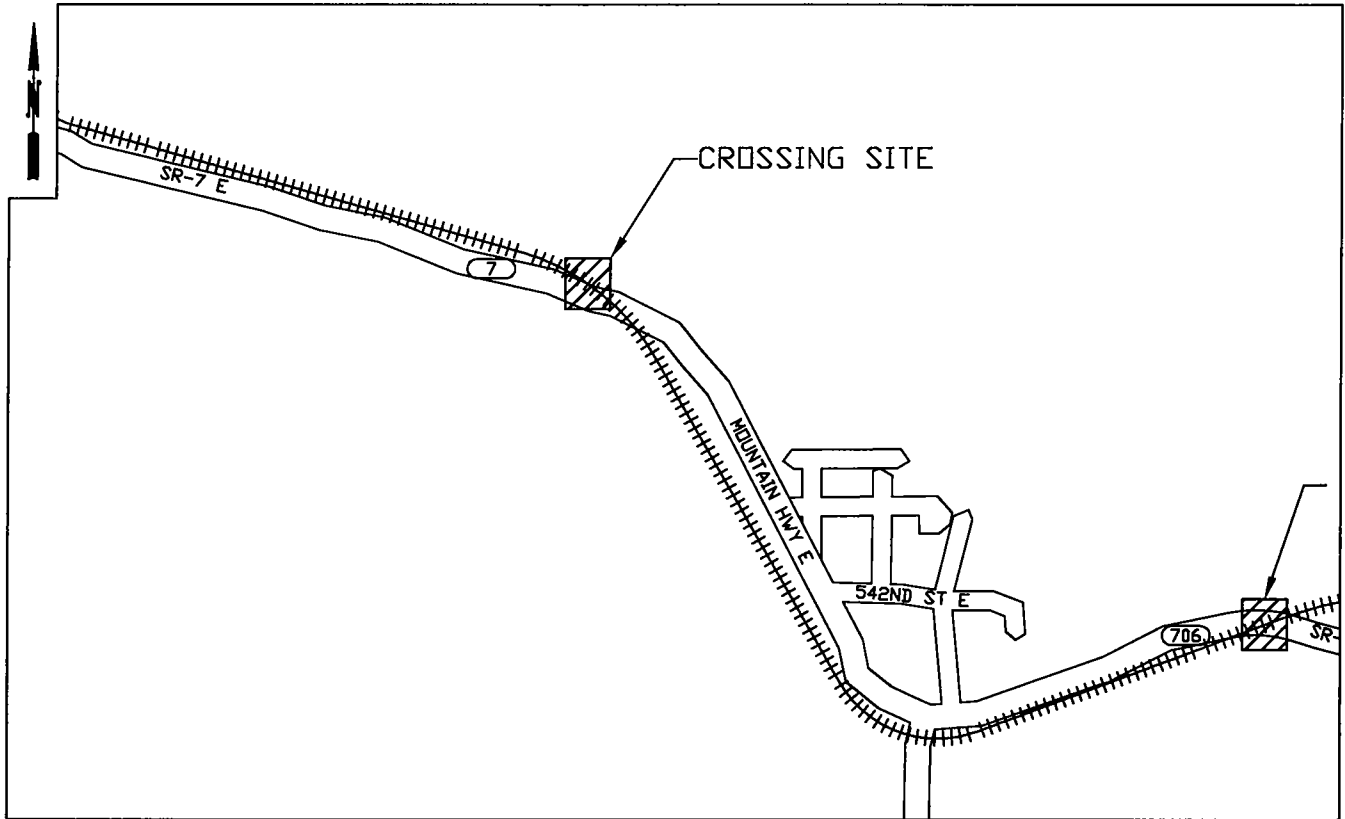 N
CROSSING SITE
SR-7 E
7
MOUNTAIN HWY E
542ND ST E
706
SR-